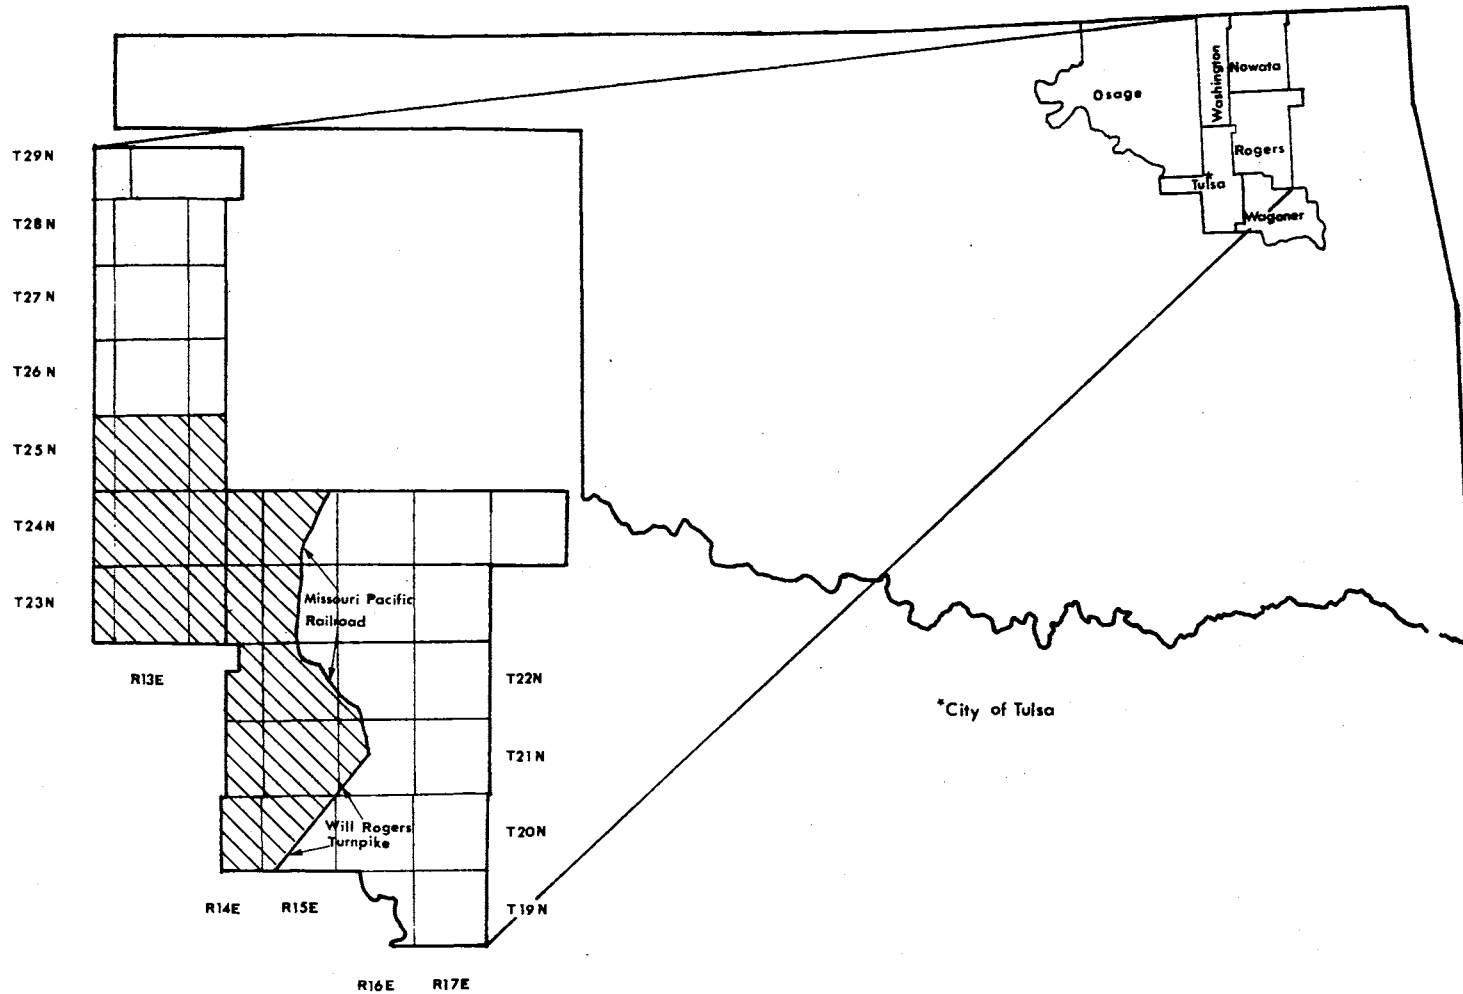 Osage
Washington
Nowata
Rogers
Tulsa
*
Wagoner
T29N
T28N
T27N
T26N
T25N
T24N
T23N
Missouri Pacific
Railroad
R13E
T22N
*City of Tulsa
T21N
Will Rogers
Turnpike
T20N
R14E
R15E
T19N
R16E
R17E